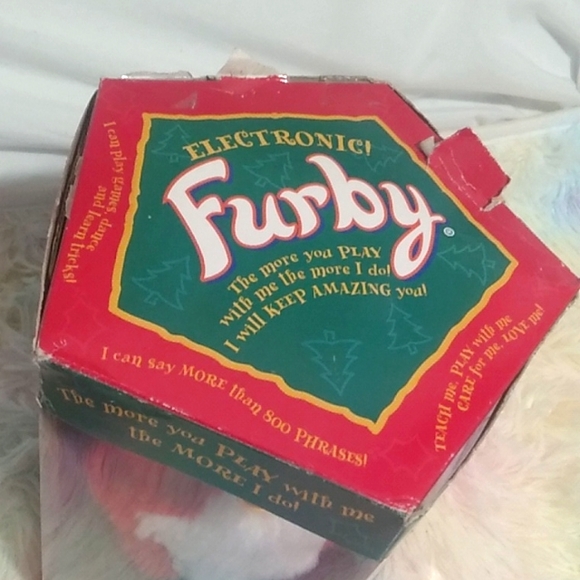 ELECTRONIC!
Furby®
The more you PLAY
with me the more I do!
I will KEEP AMAZING you!
I can play games, dance
and learn tricks!
I can say MORE than 800 PHRASES!
TEACH me, PLAY with me
CARE for me, LOVE me!
The more you PLAY with me
the MORE I do!